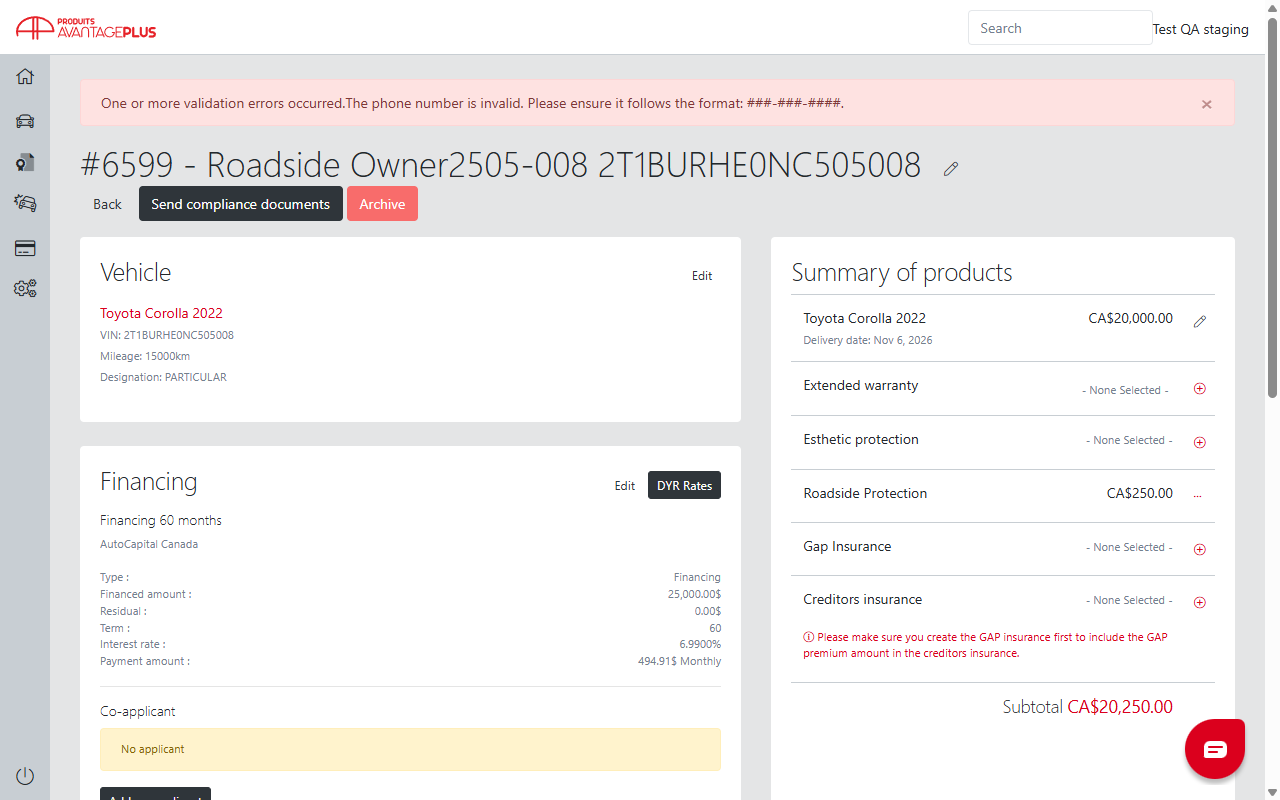 PRODUITS
AVANTAGEPLUS
Search
Test QA staging
One or more validation errors occurred.The phone number is invalid. Please ensure it follows the format: ###-###-####.
×
#6599 - Roadside Owner2505-008 2T1BURHE0NC505008
Back
Send compliance documents
Archive
Vehicle
Edit
Toyota Corolla 2022
VIN: 2T1BURHE0NC505008
Mileage: 15000km
Designation: PARTICULAR
Financing
Edit
DYR Rates
Financing 60 months
AutoCapital Canada
Type : Financing
Financed amount : 25,000.00$
Residual : 0.00$
Term : 60
Interest rate : 6.9900%
Payment amount : 494.91$ Monthly
Co-applicant
No applicant
Summary of products
Toyota Corolla 2022 CA$20,000.00
Delivery date: Nov 6, 2026
Extended warranty - None Selected -
Esthetic protection - None Selected -
Roadside Protection CA$250.00 ...
Gap Insurance - None Selected -
Creditors insurance - None Selected -
Please make sure you create the GAP insurance first to include the GAP
premium amount in the creditors insurance.
Subtotal CA$20,250.00